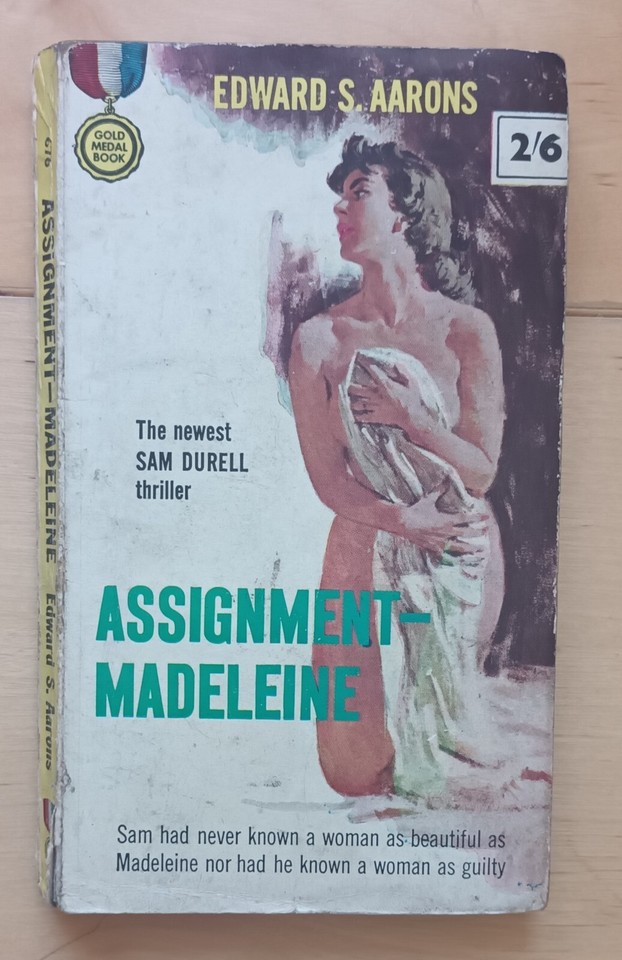 EDWARD S. AARONS
GOLD
MEDAL
BOOK
2/6
The newest
SAM DURELL
thriller
ASSIGNMENT—
MADELEINE
Sam had never known a woman as beautiful as
Madeleine nor had he known a woman as guilty
676 ASSIGNMENT—MADELEINE Edward S. Aarons